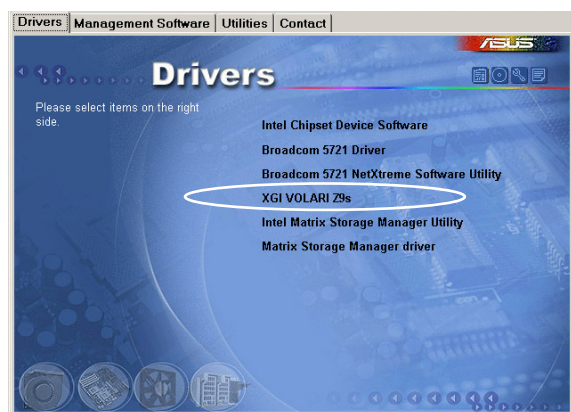 Drivers Management Software Utilities Contact
ASUS
Drivers
Please select items on the right
side.
Intel Chipset Device Software
Broadcom 5721 Driver
Broadcom 5721 NetXtreme Software Utility
XGI VOLARI Z9s
Intel Matrix Storage Manager Utility
Matrix Storage Manager driver